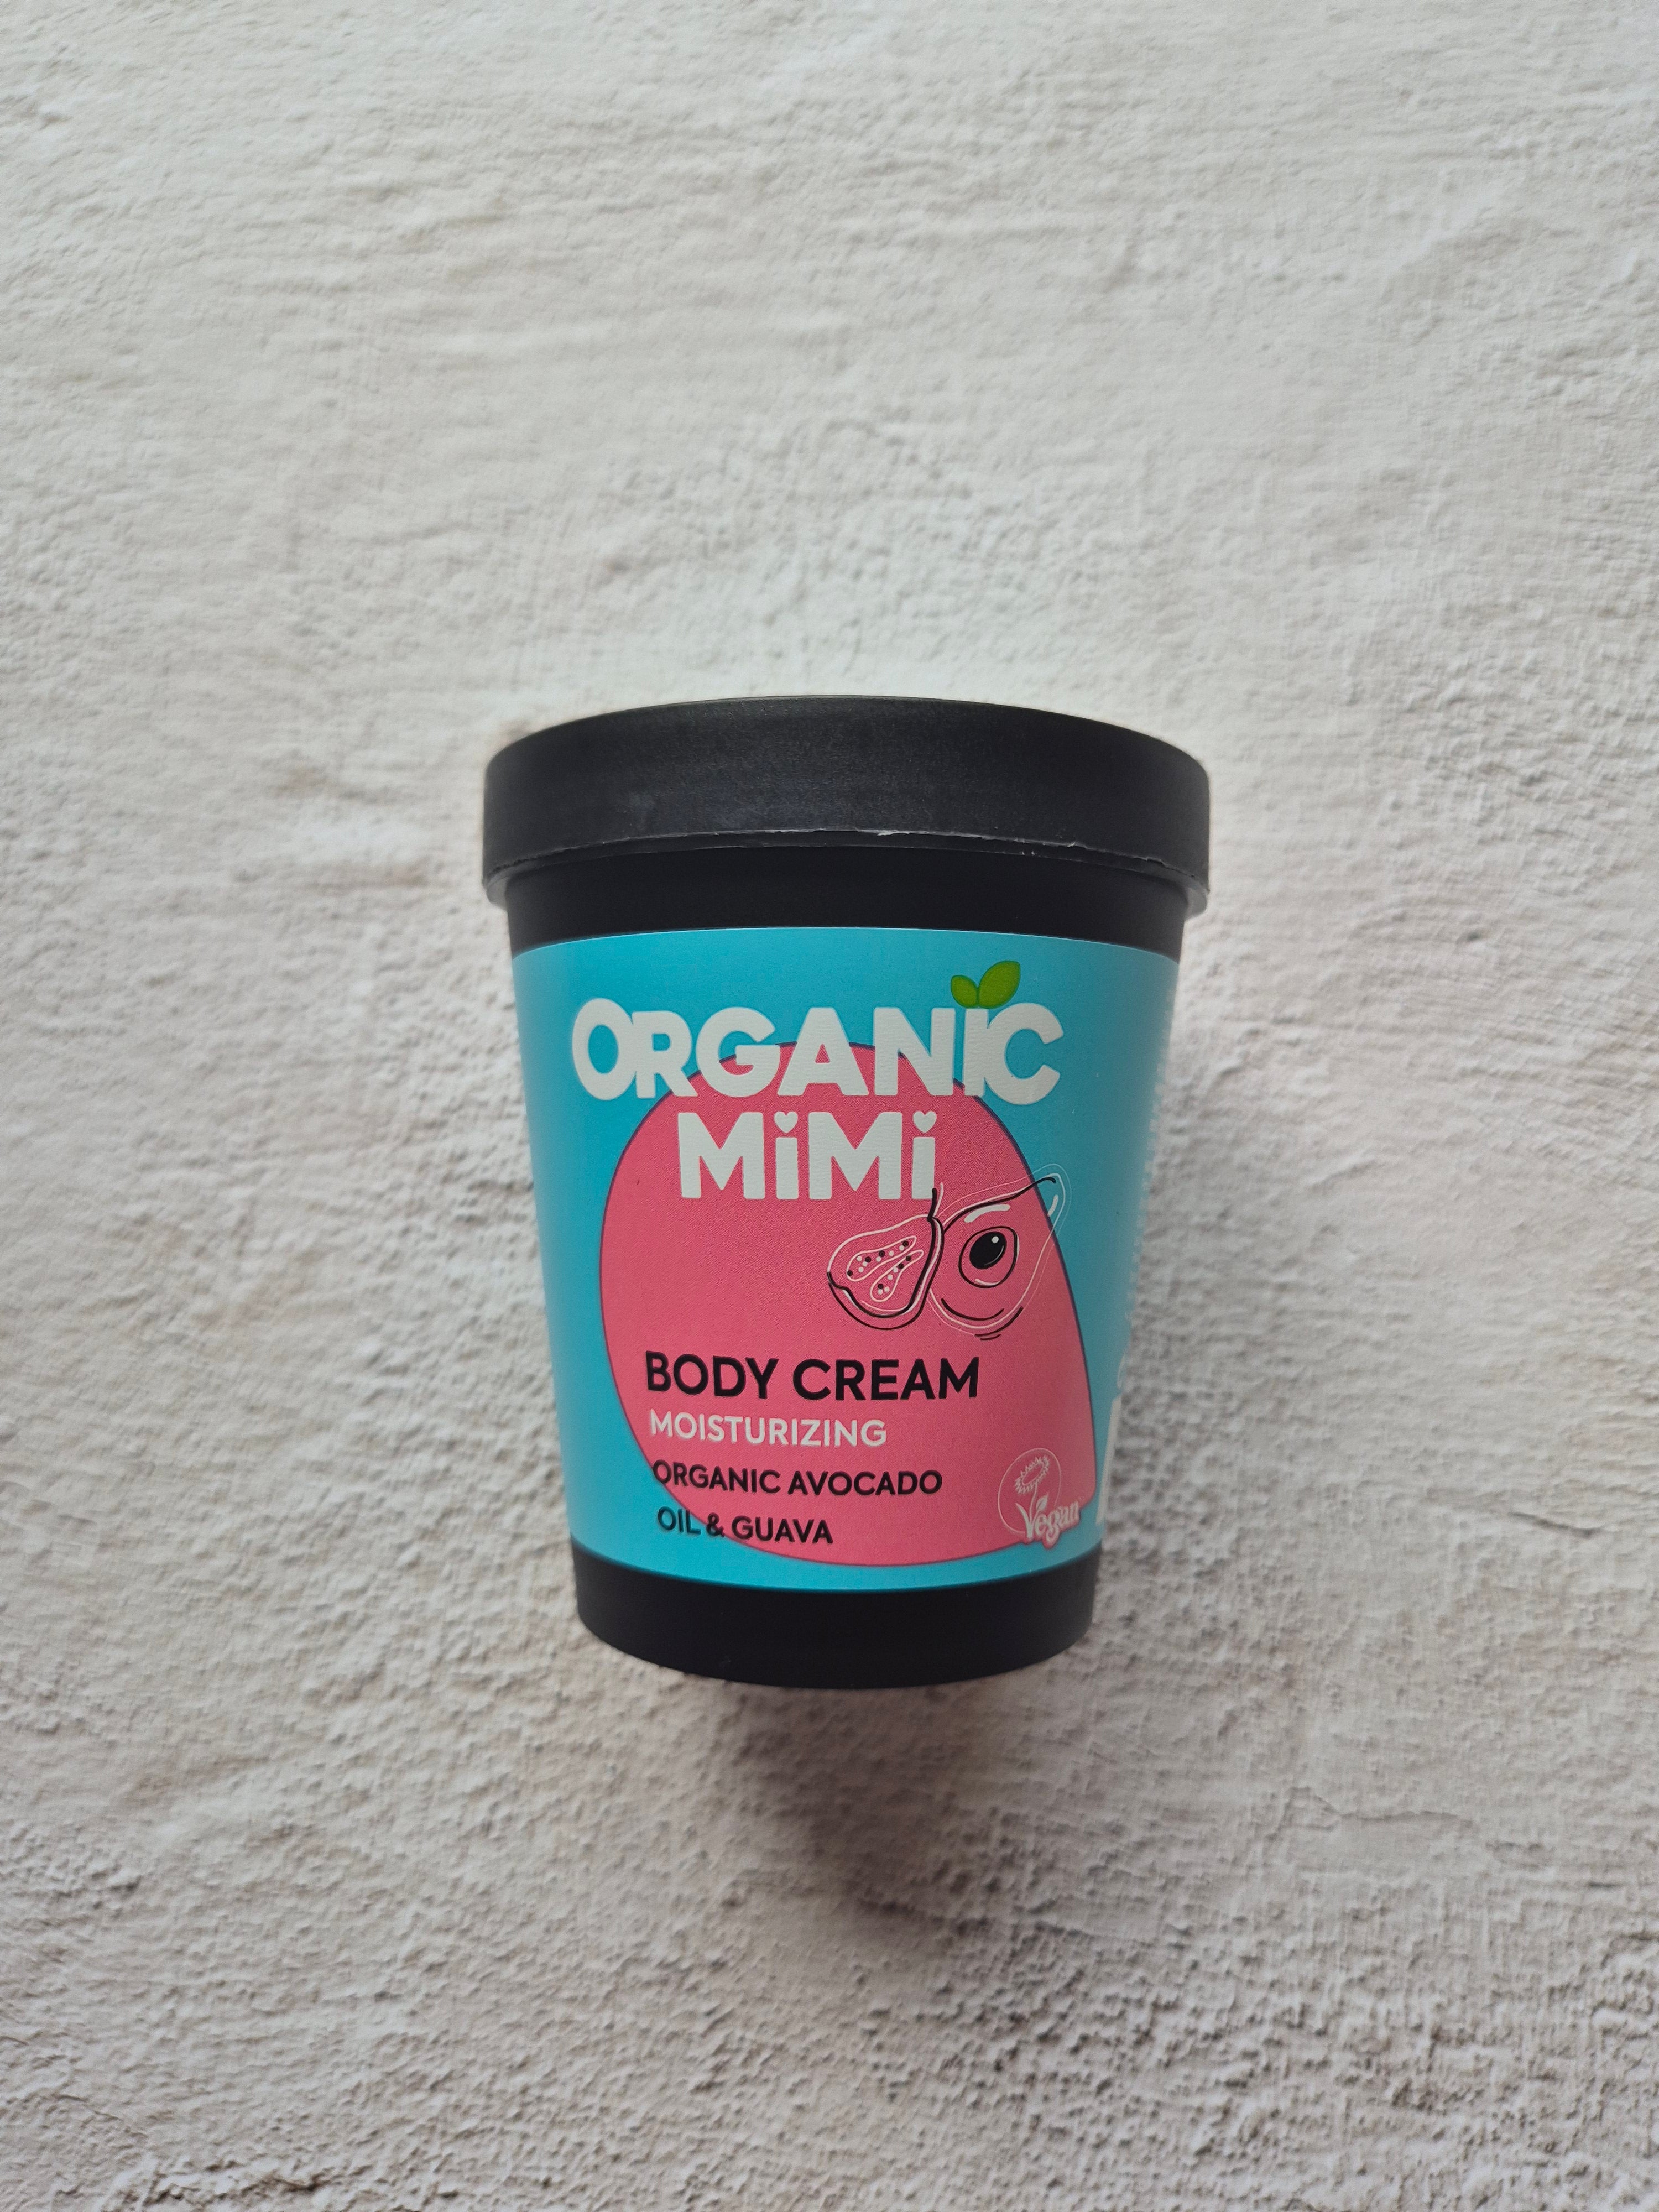 ORGANIC
MiMi
BODY CREAM
MOISTURIZING
ORGANIC AVOCADO
OIL & GUAVA
Vegan